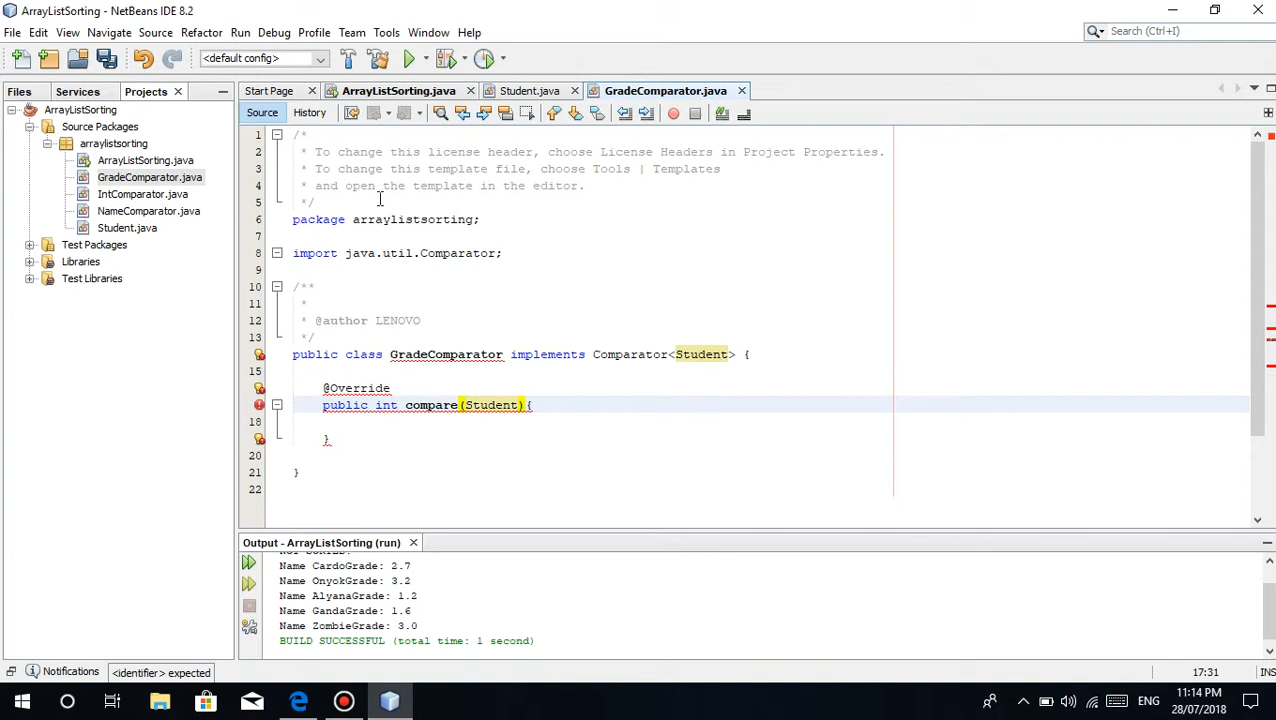 ArrayListSorting - NetBeans IDE 8.2
File Edit View Navigate Source Refactor Run Debug Profile Team Tools Window Help
Search (Ctrl+I)
<default config>
Files Services Projects
Start Page ArrayListSorting.java Student.java GradeComparator.java
Source History
ArrayListSorting
Source Packages
arraylistsorting
ArrayListSorting.java
GradeComparator.java
IntComparator.java
NameComparator.java
Student.java
Test Packages
Libraries
Test Libraries
1 /*
2 * To change this license header, choose License Headers in Project Properties.
3 * To change this template file, choose Tools | Templates
4 * and open the template in the editor.
5 */
6 package arraylistsorting;
7
8 import java.util.Comparator;
9
10 /**
11 *
12 * @author LENOVO
13 */
public class GradeComparator implements Comparator<Student> {
15
@Override
public int compare(Student){
18
}
20
21 }
22
Output - ArrayListSorting (run)
Name CardoGrade: 2.7
Name OnyokGrade: 3.2
Name AlyanaGrade: 1.2
Name GandaGrade: 1.6
Name ZombieGrade: 3.0
BUILD SUCCESSFUL (total time: 1 second)
Notifications <identifier> expected 17:31 INS
ENG 11:14 PM
28/07/2018